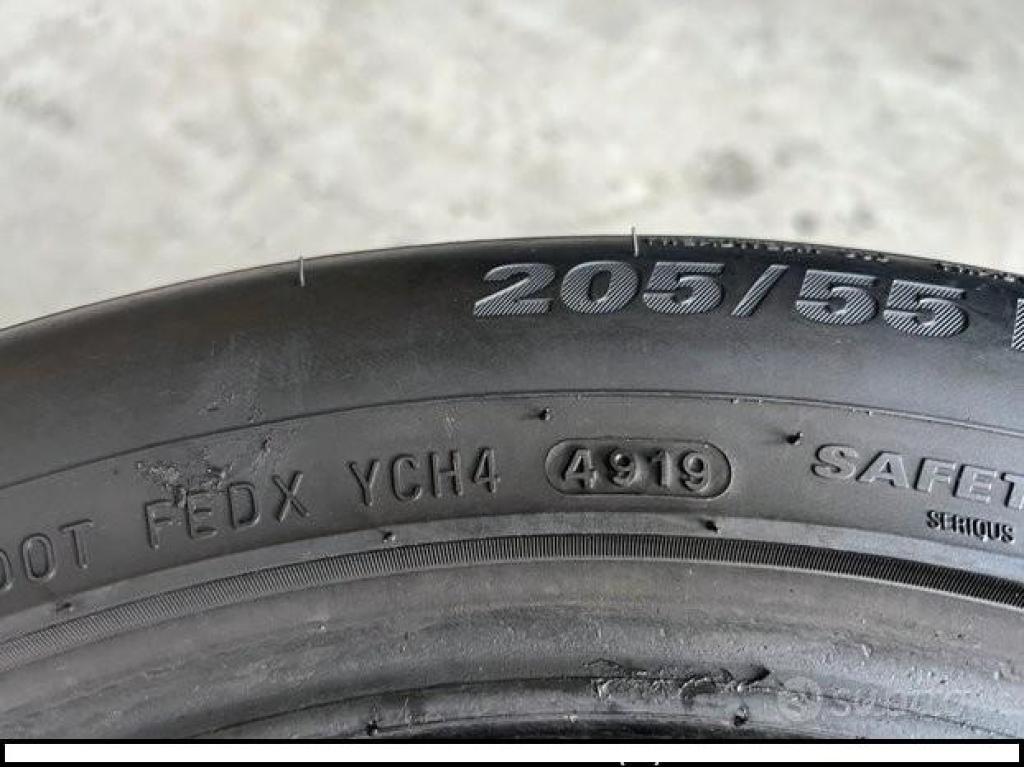 205/55
DOT FEDX YCH4 4919
SAFET
SERIOUS